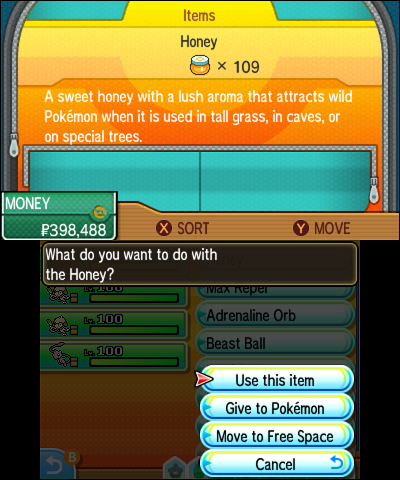 Items
Honey
× 109
A sweet honey with a lush aroma that attracts wild
Pokémon when it is used in tall grass, in caves, or
on special trees.
MONEY
₽398,488
X SORT
Y MOVE
What do you want to do with
the Honey?
Max Repel
Lv. 100
Adrenaline Orb
Lv. 100
Beast Ball
Lv. 100
Use this item
Give to Pokémon
Move to Free Space
Cancel
B